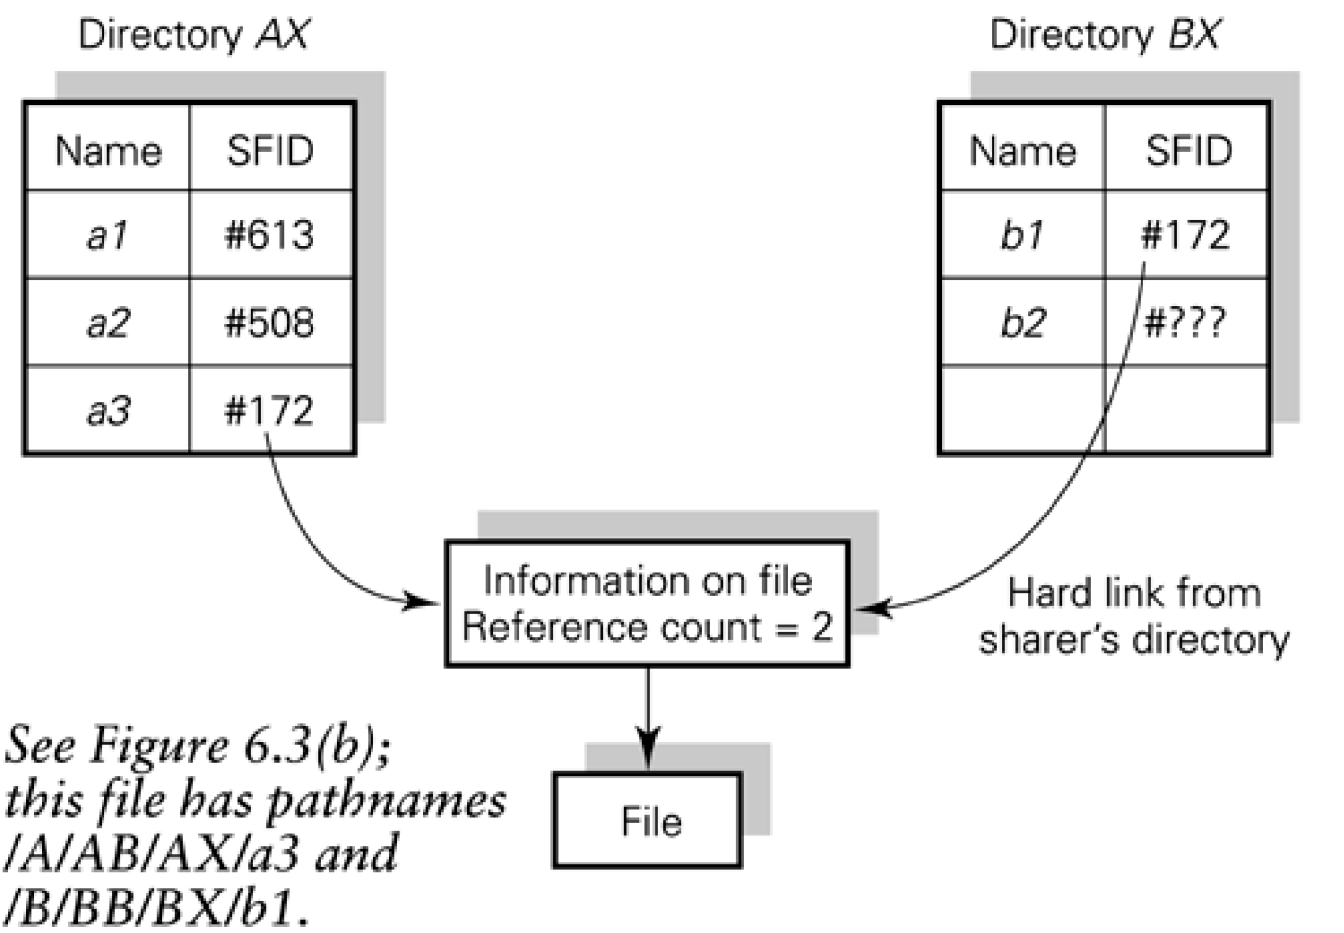 Directory AX
Directory BX
Name SFID
a1 #613
a2 #508
a3 #172
Name SFID
b1 #172
b2 #???
Information on file
Reference count = 2
Hard link from
sharer's directory
File
See Figure 6.3(b);
this file has pathnames
/A/AB/AX/a3 and
/B/BB/BX/b1.